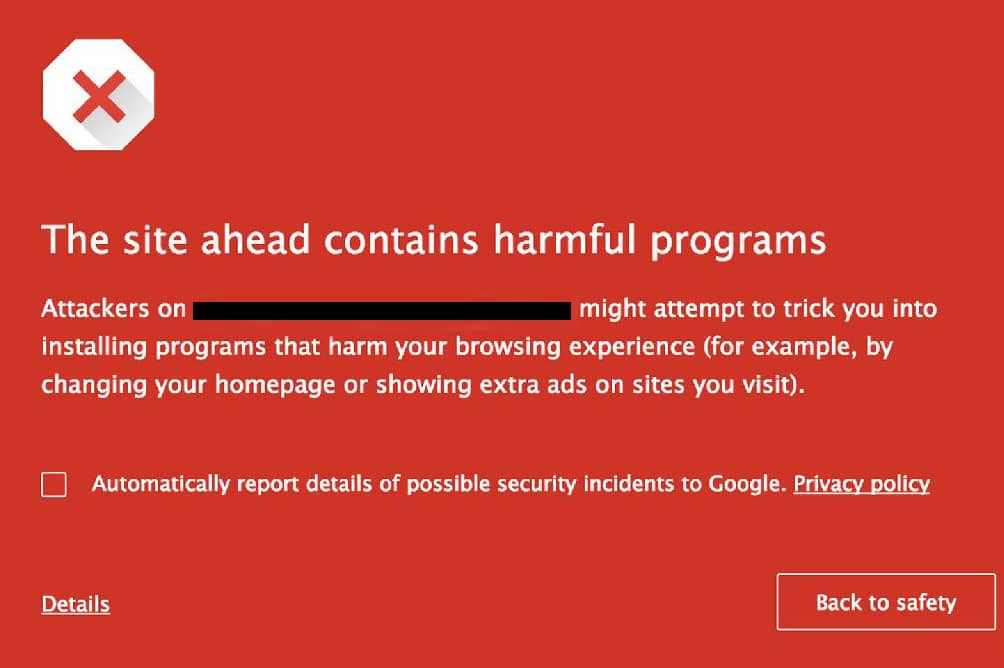 The site ahead contains harmful programs
Attackers on might attempt to trick you into
installing programs that harm your browsing experience (for example, by
changing your homepage or showing extra ads on sites you visit).
Automatically report details of possible security incidents to Google. Privacy policy
Details
Back to safety